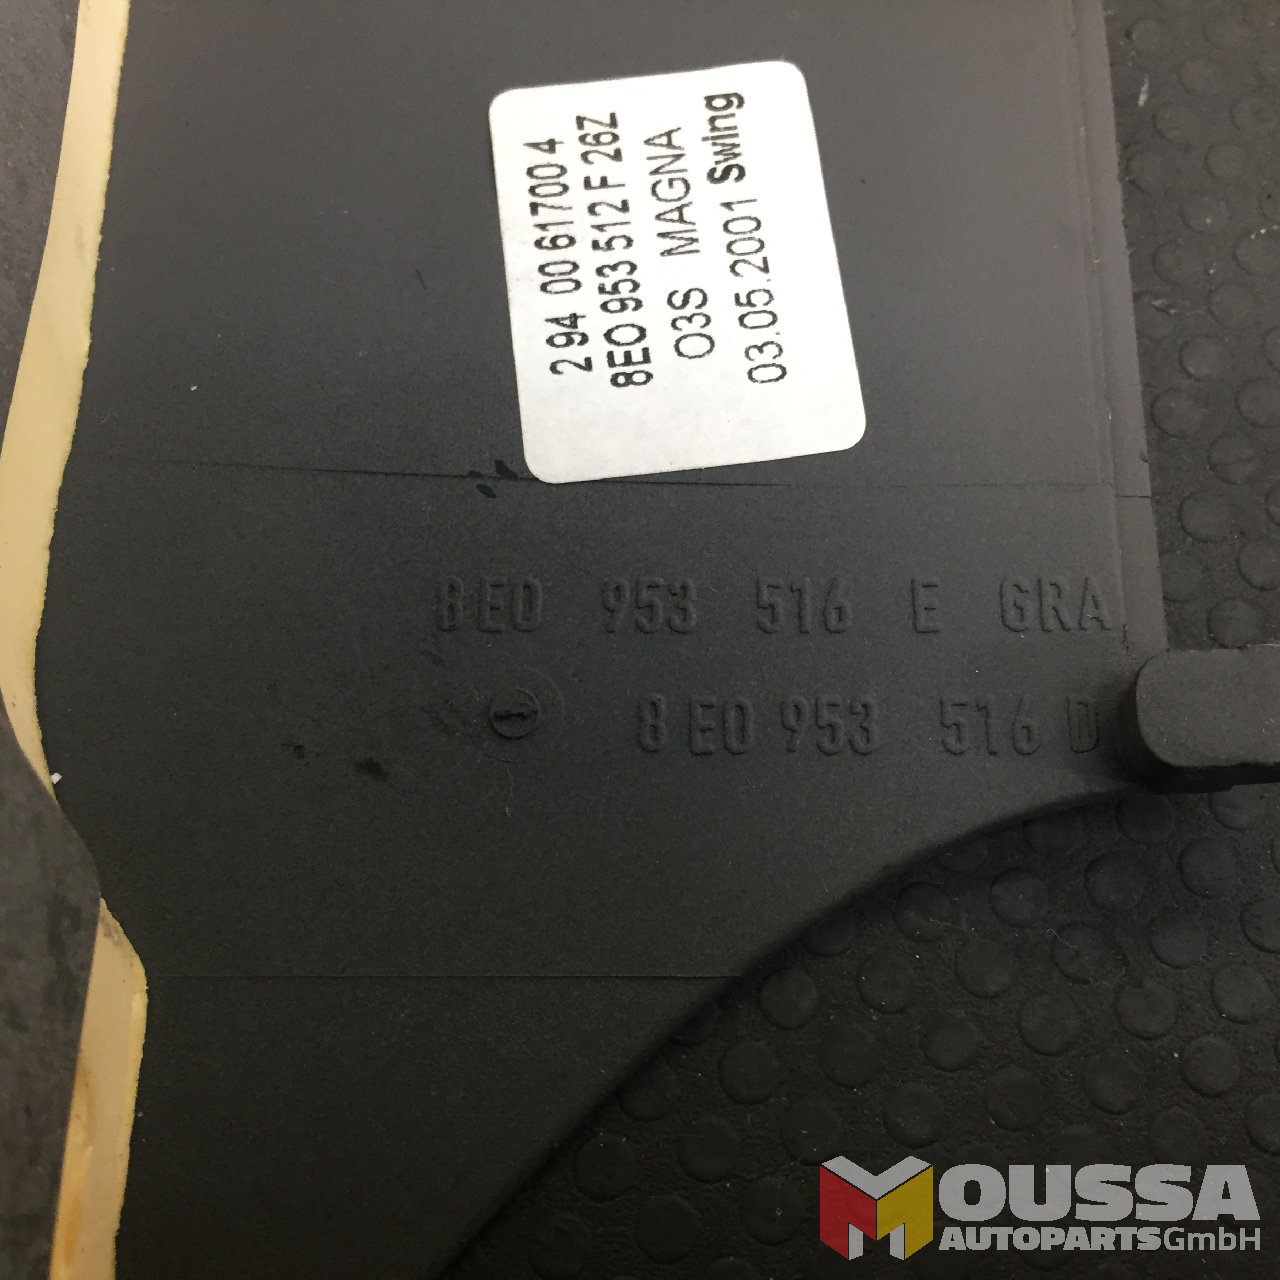 2 94 00 617004
8EO 953 512 F 26Z
O3S MAGNA
03.05.2001 Swing
8E0 953 516 E GRA
8E0 953 516 D
MOUSSA
AUTOPARTSGmbH